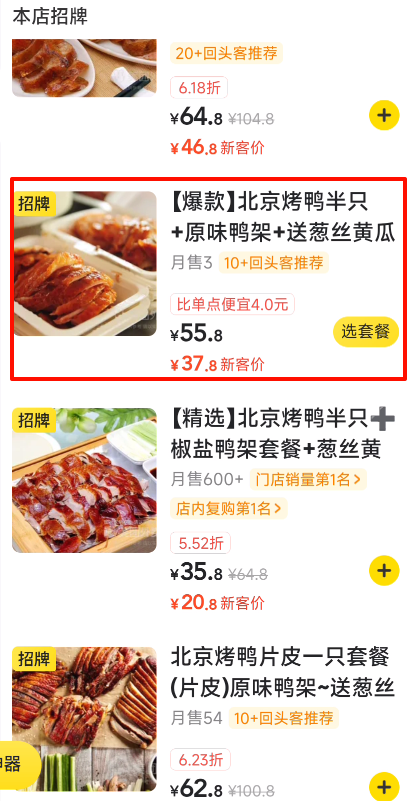 本店招牌
20+回头客推荐
6.18折
¥64.8 ¥104.8
¥46.8 新客价
招牌
【爆款】北京烤鸭半只
+原味鸭架+送葱丝黄瓜
月售3 10+回头客推荐
比单点便宜4.0元
¥55.8
选套餐
¥37.8 新客价
招牌
【精选】北京烤鸭半只➕
椒盐鸭架套餐+葱丝黄
月售600+ 门店销量第1名>
店内复购第1名>
5.52折
¥35.8 ¥64.8
¥20.8 新客价
招牌
北京烤鸭片皮一只套餐
(片皮)原味鸭架~送葱丝
月售54 10+回头客推荐
6.23折
¥62.8 ¥100.8
器